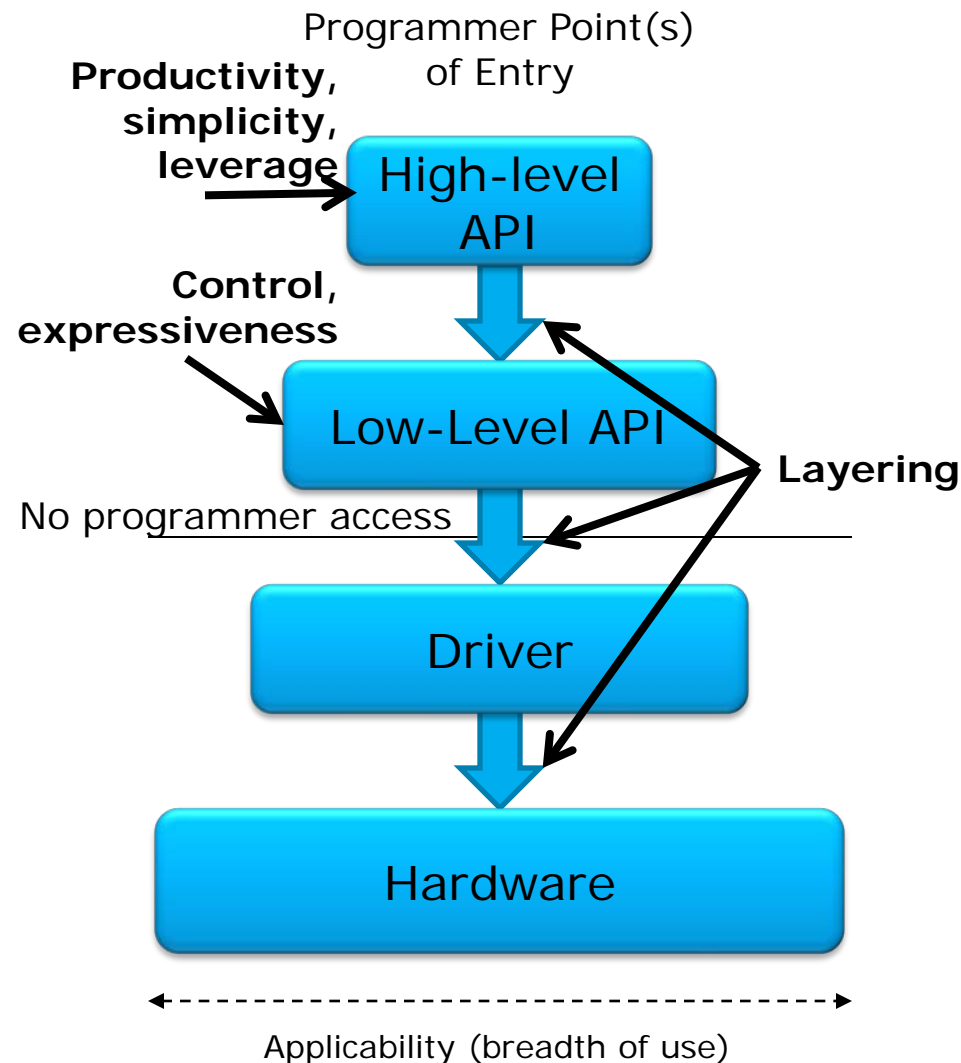 Programmer Point(s)
of Entry
Productivity,
simplicity,
leverage
High-level
API
Control,
expressiveness
Low-Level API
Layering
No programmer access
Driver
Hardware
Applicability (breadth of use)